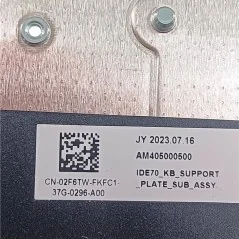 JY 2023.07.16
AM405000500
IDE70_KB_SUPPORT
_PLATE_SUB_ASSY
CN-02F6TW-FKFC1-
37G-0296-A00